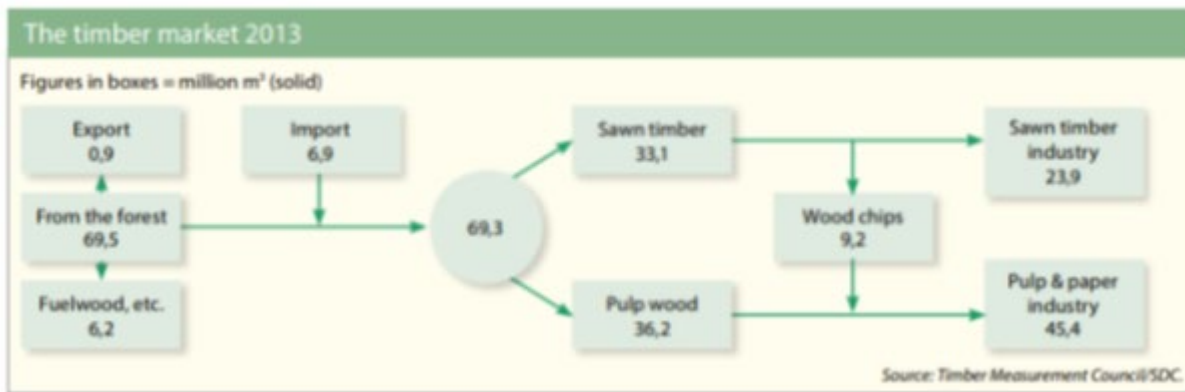 The timber market 2013
Figures in boxes = million m³ (solid)
Export
0,9
Import
6,9
From the forest
69,5
Fuelwood, etc.
6,2
69,3
Sawn timber
33,1
Pulp wood
36,2
Wood chips
9,2
Sawn timber
industry
23,9
Pulp & paper
industry
45,4
Source: Timber Measurement Council/SDC.